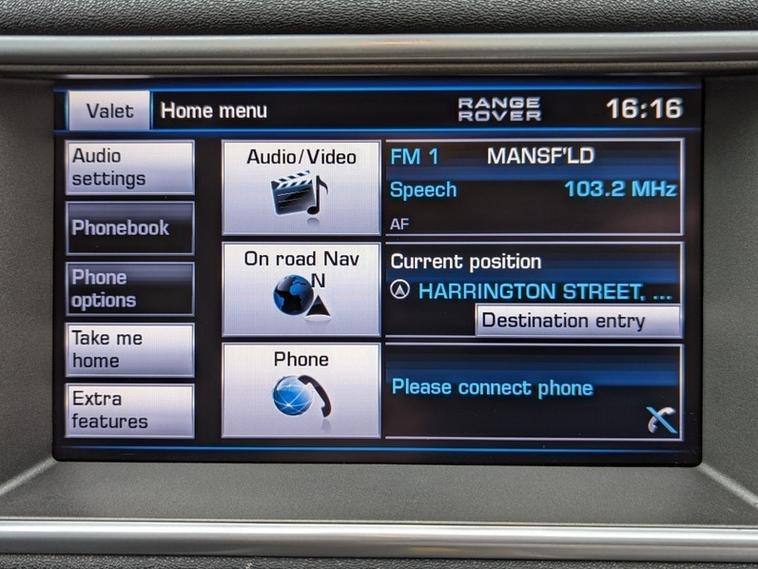 Valet
Home menu
RANGE
ROVER
16:16
Audio
settings
Phonebook
Phone
options
Take me
home
Extra
features
Audio/Video
On road Nav
N
Phone
FM 1 MANSF'LD
Speech 103.2 MHz
AF
Current position
HARRINGTON STREET, ...
Destination entry
Please connect phone